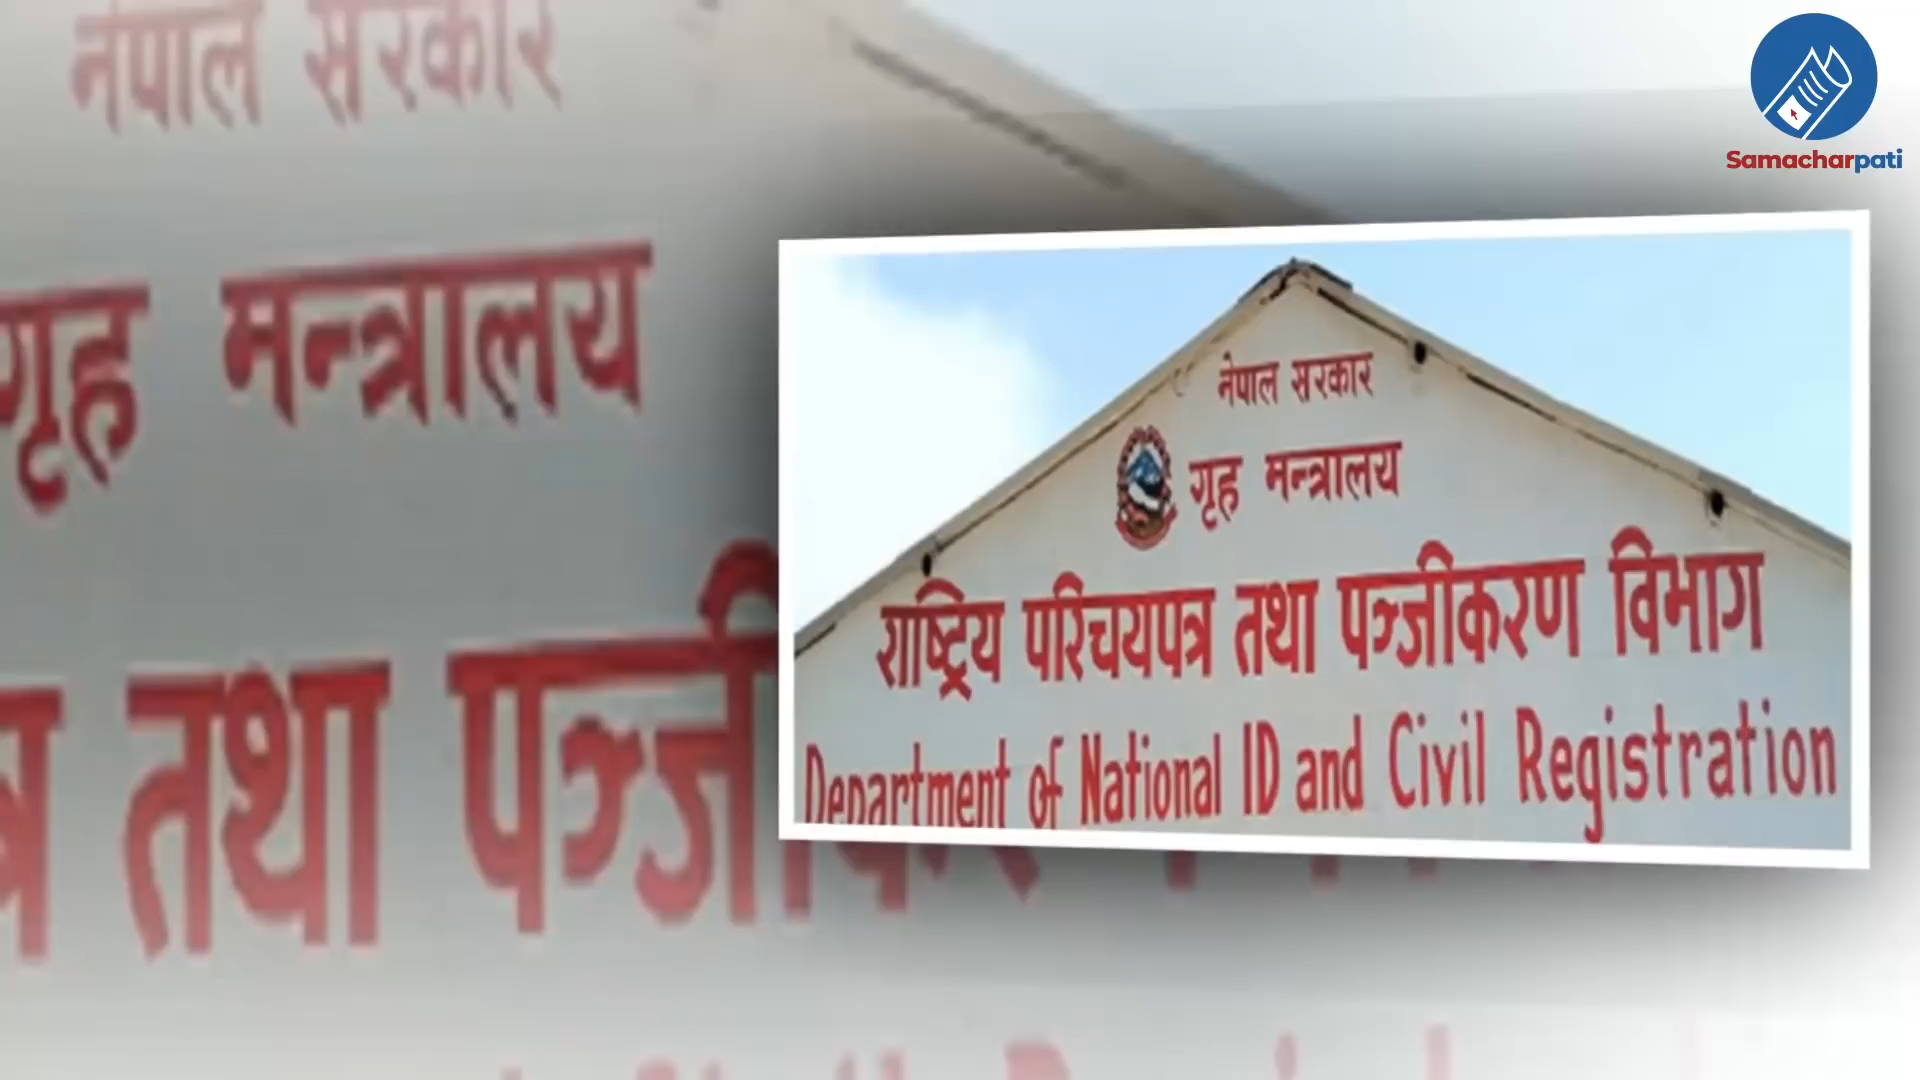 Samacharpati
नेपाल सरकार
गृह मन्त्रालय
राष्ट्रिय परिचयपत्र तथा पञ्जीकरण विभाग
Department of National ID and Civil Registration
नेपाल सरकार
गृह मन्त्रालय
तथा पञ्जी